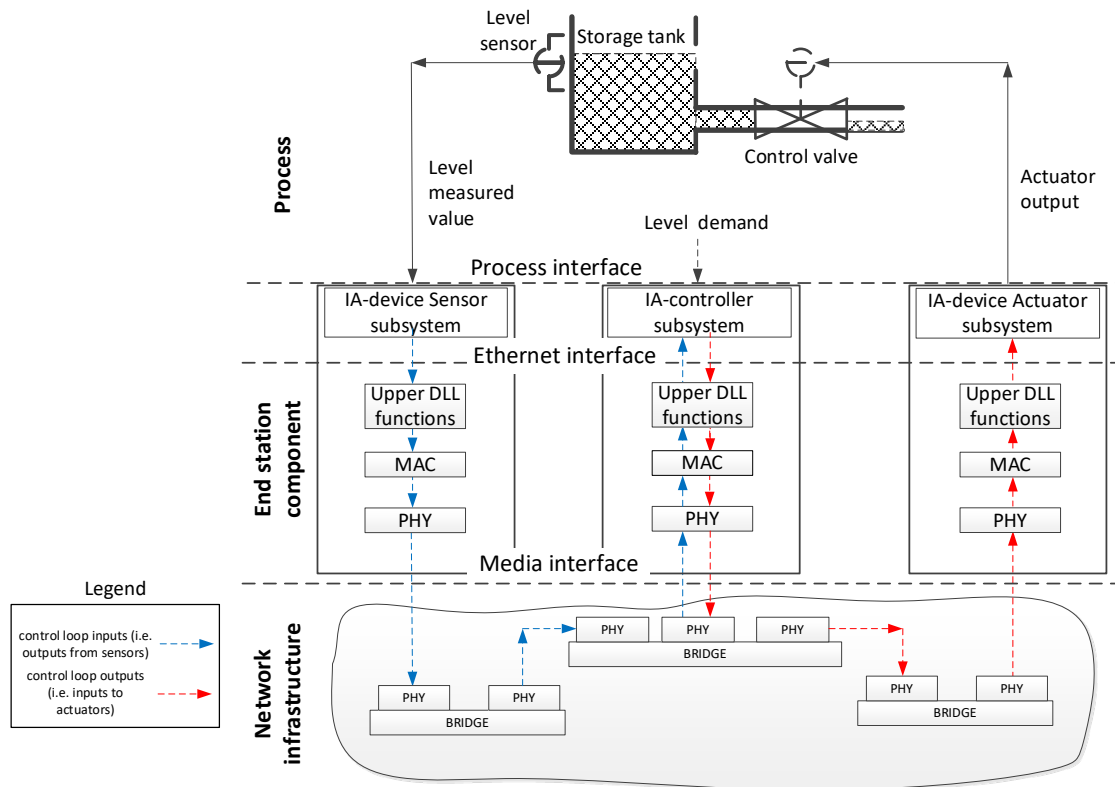 Level
sensor
Storage tank
Control valve
Process
Level
measured
value
Actuator
output
Level demand
Process interface
IA-device Sensor
subsystem
IA-controller
subsystem
IA-device Actuator
subsystem
Ethernet interface
End station
component
Upper DLL
functions
MAC
PHY
Upper DLL
functions
MAC
PHY
Upper DLL
functions
MAC
PHY
Media interface
Legend
control loop inputs (i.e.
outputs from sensors)
control loop outputs
(i.e. inputs to
actuators)
Network
infrastructure
PHY
PHY
BRIDGE
PHY
PHY
PHY
BRIDGE
PHY
PHY
BRIDGE